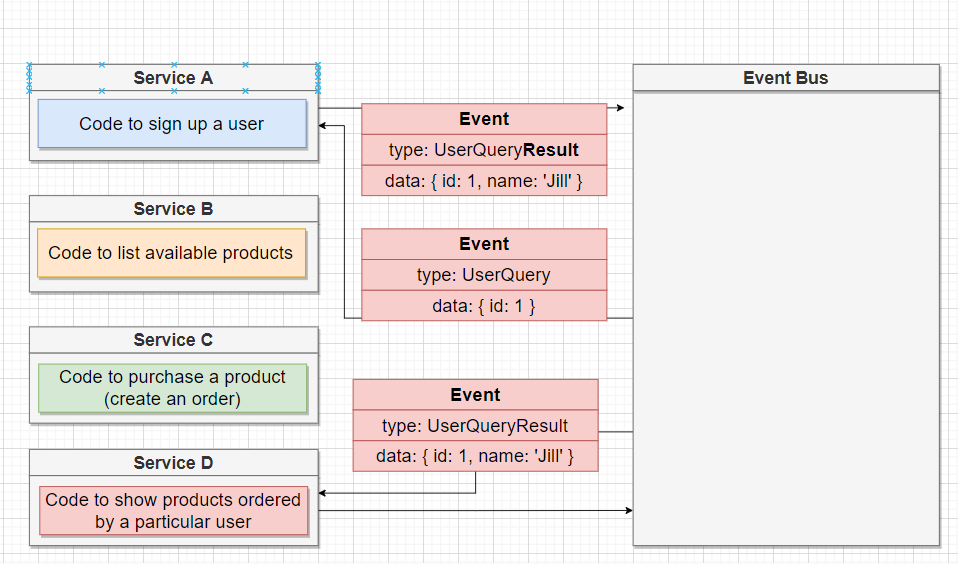 Service A
Code to sign up a user
Service B
Code to list available products
Service C
Code to purchase a product
(create an order)
Service D
Code to show products ordered
by a particular user
Event
type: UserQueryResult
data: { id: 1, name: 'Jill' }
Event
type: UserQuery
data: { id: 1 }
Event
type: UserQueryResult
data: { id: 1, name: 'Jill' }
Event Bus